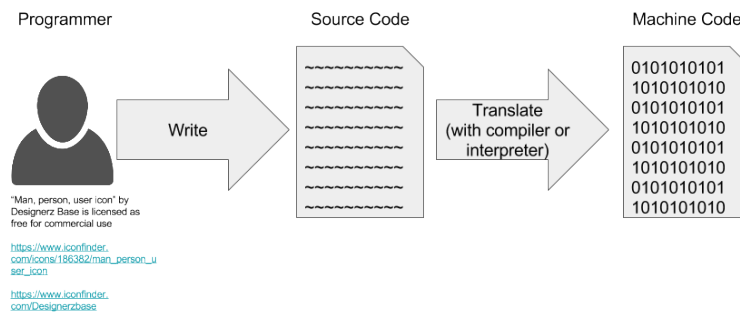 Programmer
Source Code
Machine Code
Write
~~~~~~~~~~
~~~~~~~~~~
~~~~~~~~~~
~~~~~~~~~~
~~~~~~~~~~
~~~~~~~~~~
~~~~~~~~~~
~~~~~~~~~~
Translate
(with compiler or
interpreter)
0101010101
1010101010
0101010101
1010101010
0101010101
1010101010
0101010101
1010101010
“Man, person, user icon” by
Designerz Base is licensed as
free for commercial use
https://www.iconfinder.
com/icons/186382/man_person_u
ser_icon
https://www.iconfinder.
com/Designerzbase